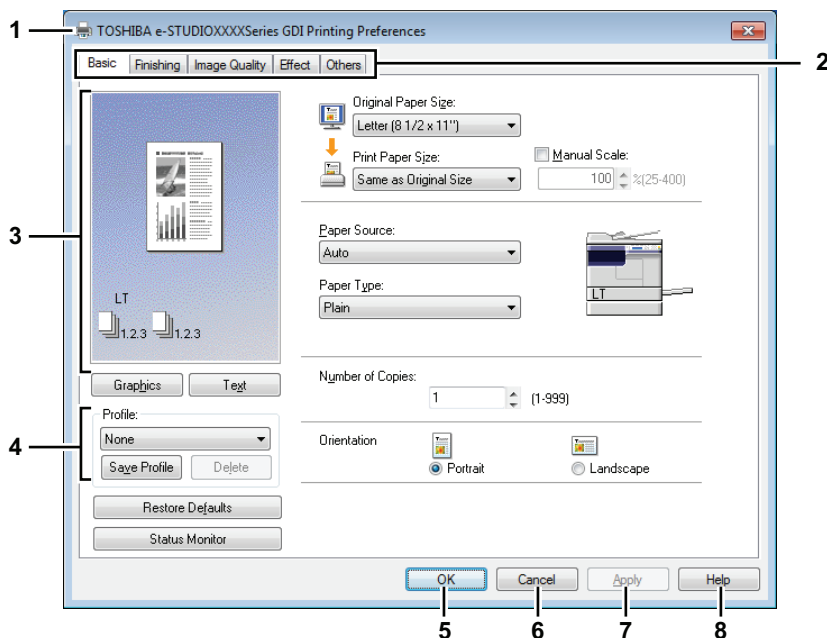 1
TOSHIBA e-STUDIOXXXXSeries GDI Printing Preferences
Basic
Finishing
Image Quality
Effect
Others
2
3
LT
1.2.3
1.2.3
Graphics
Text
4
Profile:
None
Save Profile
Delete
Restore Defaults
Status Monitor
Original Paper Size:
Letter (8 1/2 x 11")
Print Paper Size:
Same as Original Size
Manual Scale:
100 %(25-400)
Paper Source:
Auto
Paper Type:
Plain
LT
Number of Copies:
1 (1-999)
Orientation
Portrait
Landscape
OK
Cancel
Apply
Help
5
6
7
8